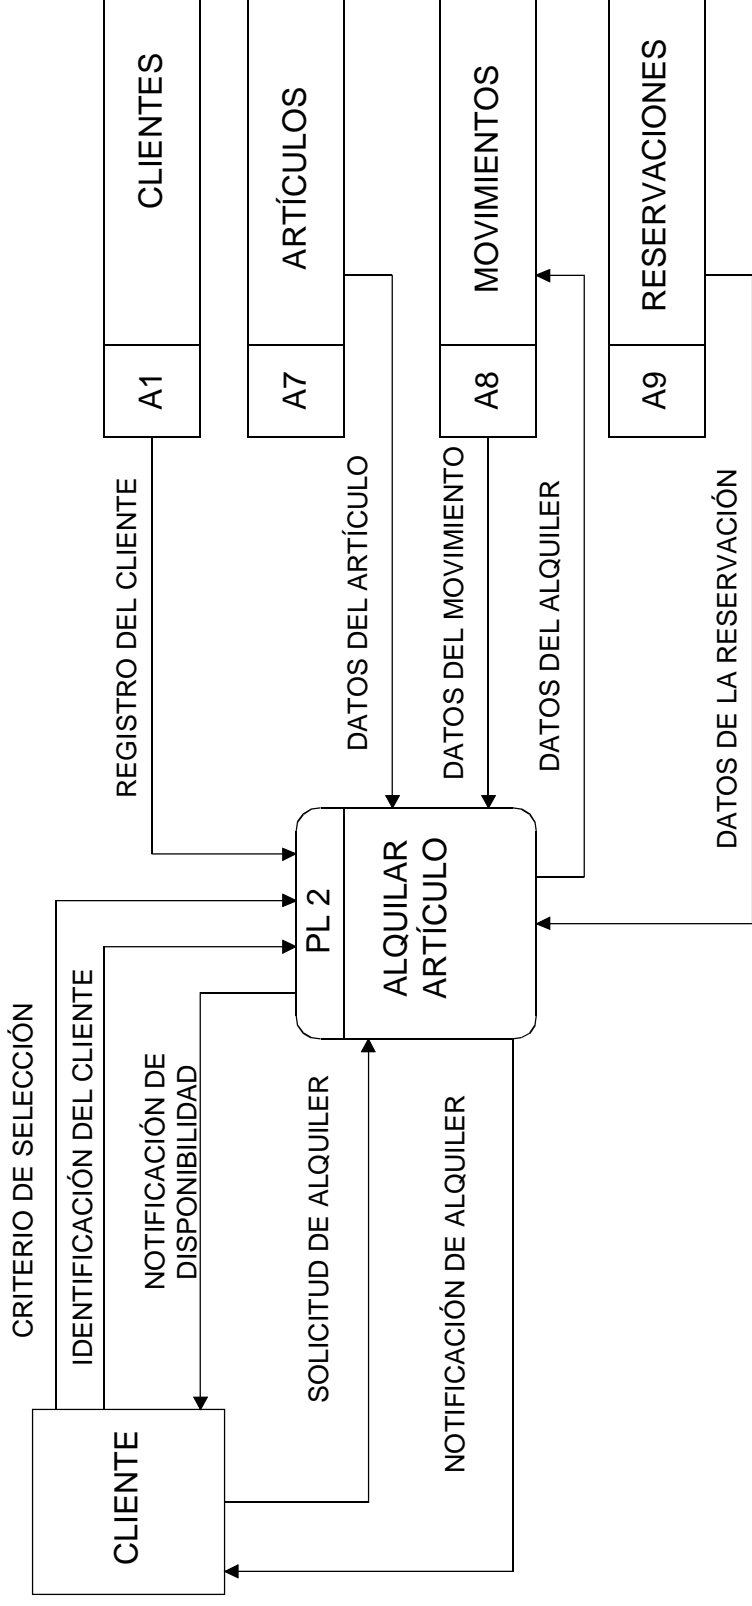 CRITERIO DE SELECCIÓN
IDENTIFICACIÓN DEL CLIENTE
CLIENTE
NOTIFICACIÓN DE
DISPONIBILIDAD
SOLICITUD DE ALQUILER
NOTIFICACIÓN DE ALQUILER
PL 2
ALQUILAR
ARTÍCULO
REGISTRO DEL CLIENTE
DATOS DEL ARTÍCULO
DATOS DEL MOVIMIENTO
DATOS DEL ALQUILER
DATOS DE LA RESERVACIÓN
A1
CLIENTES
A7
ARTÍCULOS
A8
MOVIMIENTOS
A9
RESERVACIONES